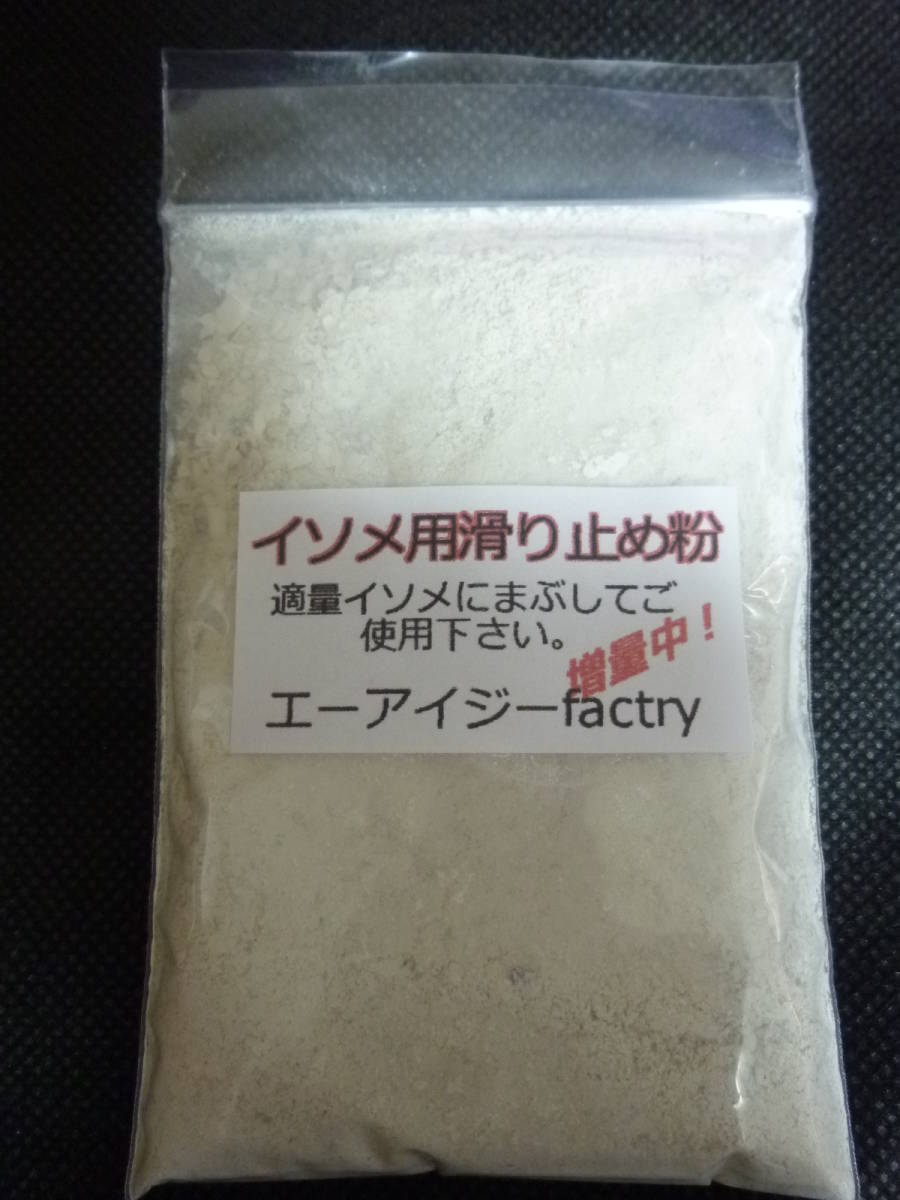 イソメ用滑り止め粉
適量イソメにまぶしてご
使用下さい。
増量中！
エーアイジーfactry